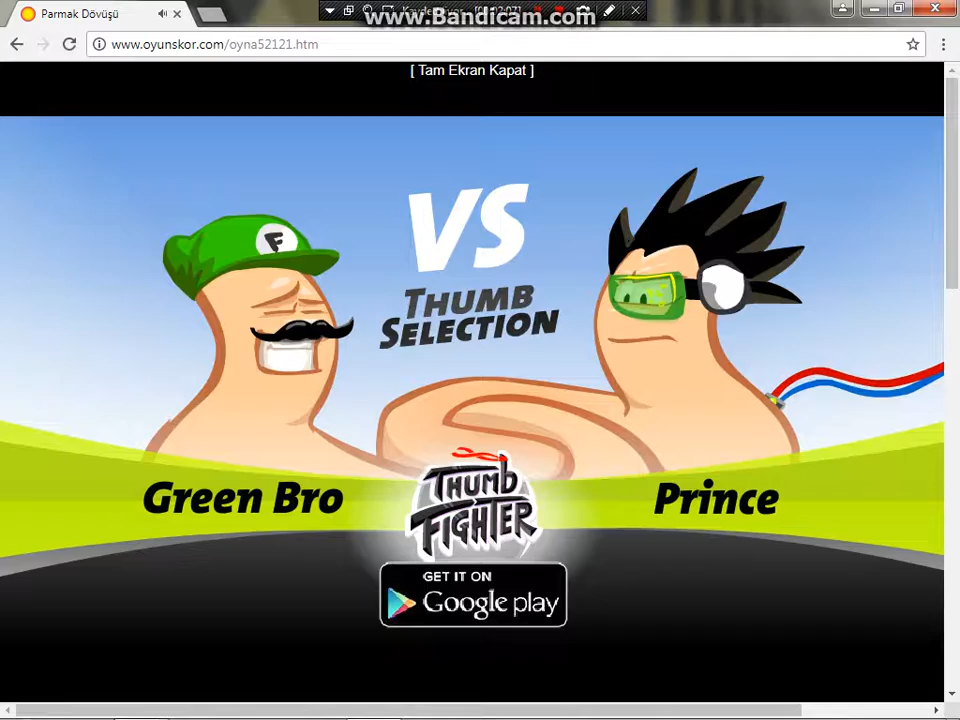 Parmak Dövüşü
www.Bandicam.com
www.oyunskor.com/oyna52121.htm
[ Tam Ekran Kapat ]
F
VS
THUMB
SELECTION
Green Bro
Prince
THUMB
FIGHTER
GET IT ON
Google play